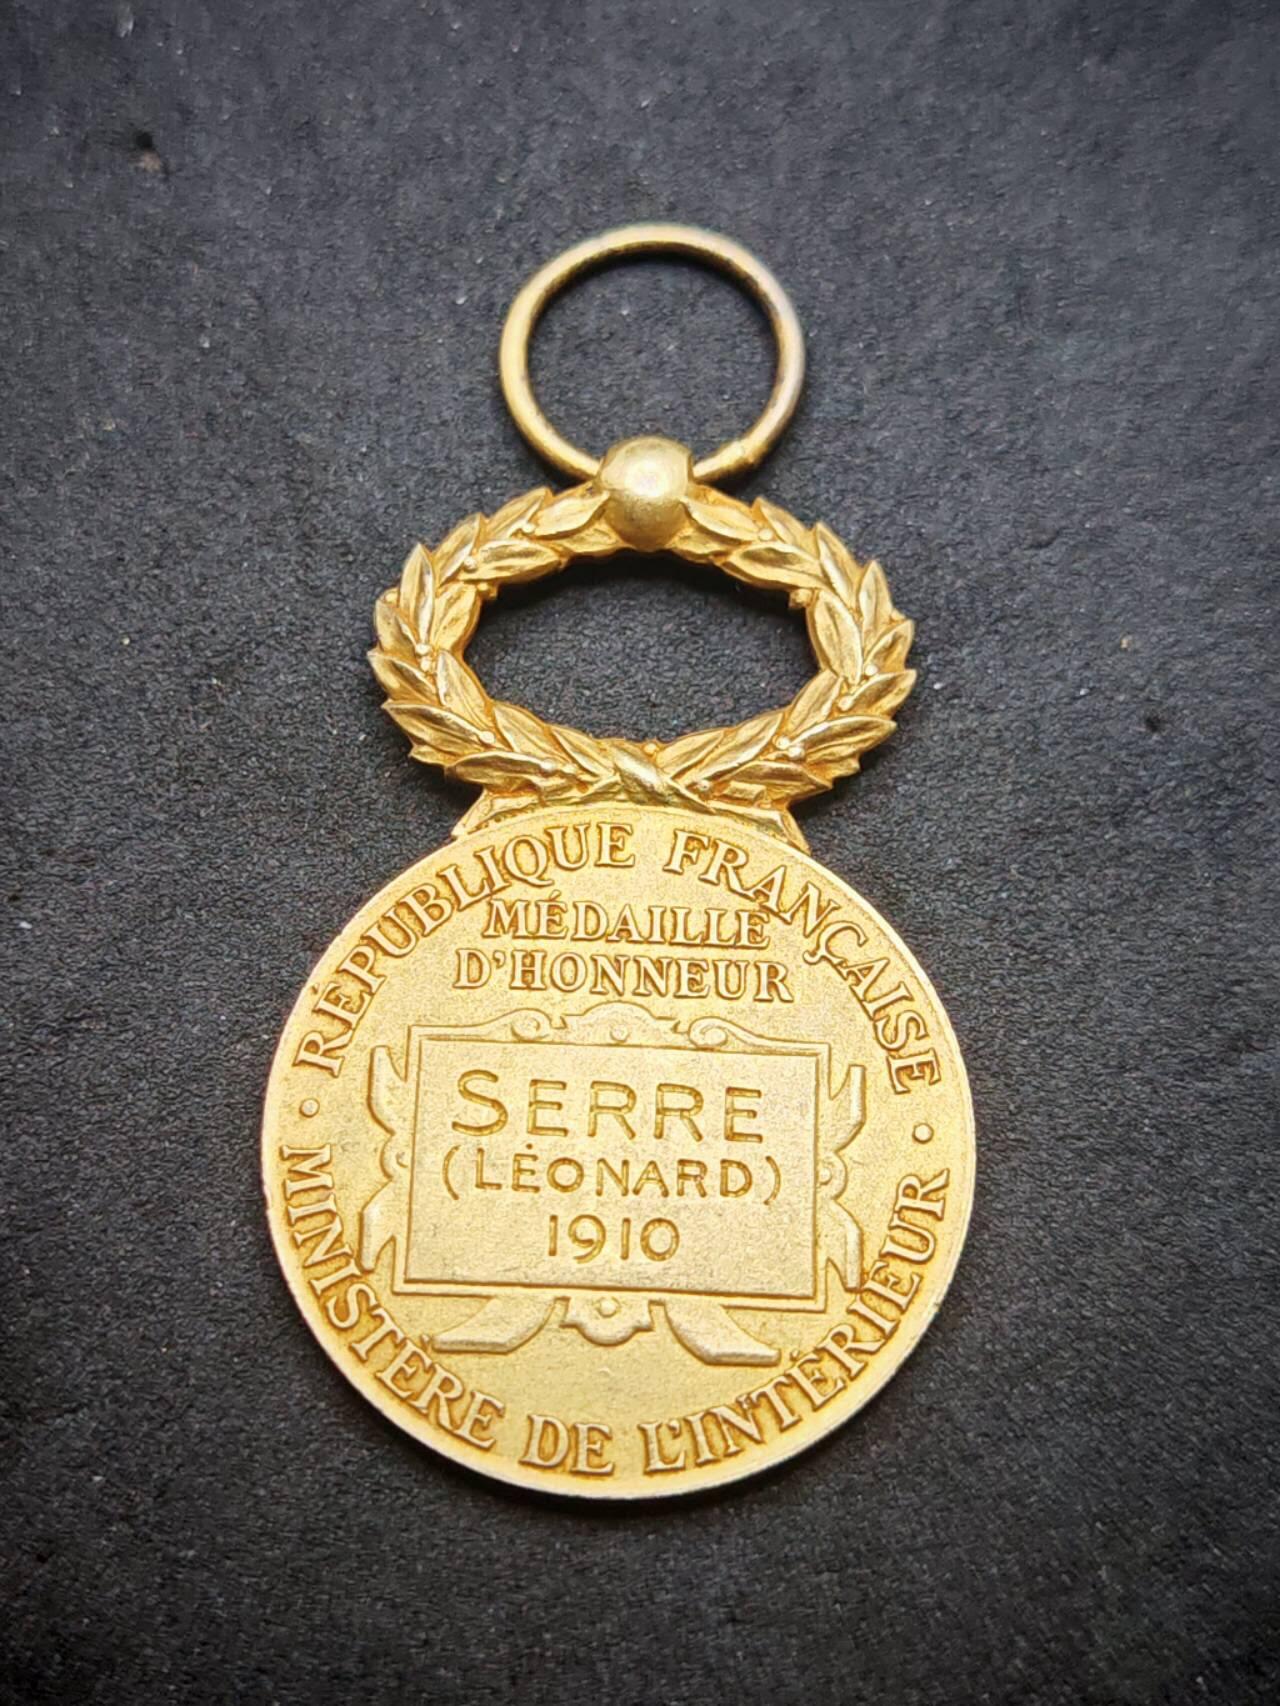 RÉPUBLIQUE FRANÇAISE
MÉDAILLE
D'HONNEUR
SERRE
(LÉONARD)
1910
MINISTÈRE DE L'INTÉRIEUR